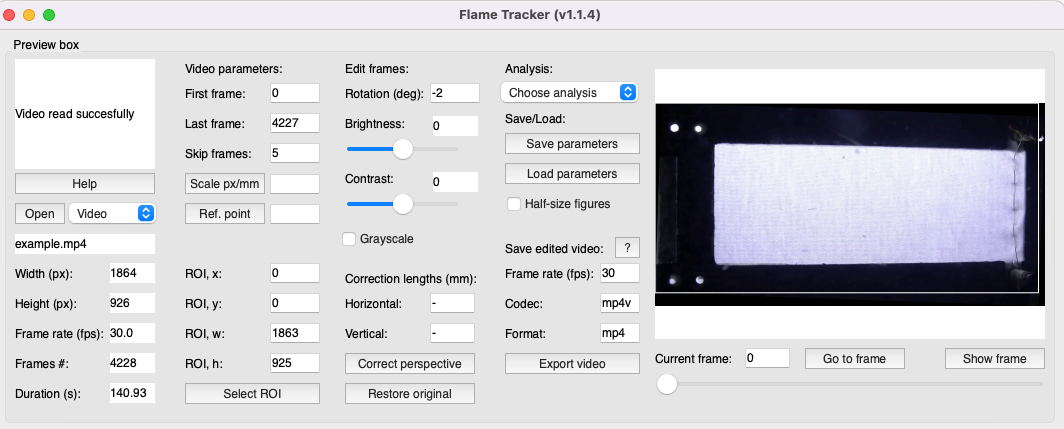 Flame Tracker (v1.1.4)
Preview box
Video read succesfully
Help
Open
Video
example.mp4
Width (px): 1864
Height (px): 926
Frame rate (fps): 30.0
Frames #: 4228
Duration (s): 140.93
Video parameters:
First frame: 0
Last frame: 4227
Skip frames: 5
Scale px/mm
Ref. point
ROI, x: 0
ROI, y: 0
ROI, w: 1863
ROI, h: 925
Select ROI
Edit frames:
Rotation (deg): -2
Brightness: 0
Contrast: 0
Grayscale
Correction lengths (mm):
Horizontal: -
Vertical: -
Correct perspective
Restore original
Analysis:
Choose analysis
Save/Load:
Save parameters
Load parameters
Half-size figures
Save edited video: ?
Frame rate (fps): 30
Codec: mp4v
Format: mp4
Export video
Current frame: 0
Go to frame
Show frame